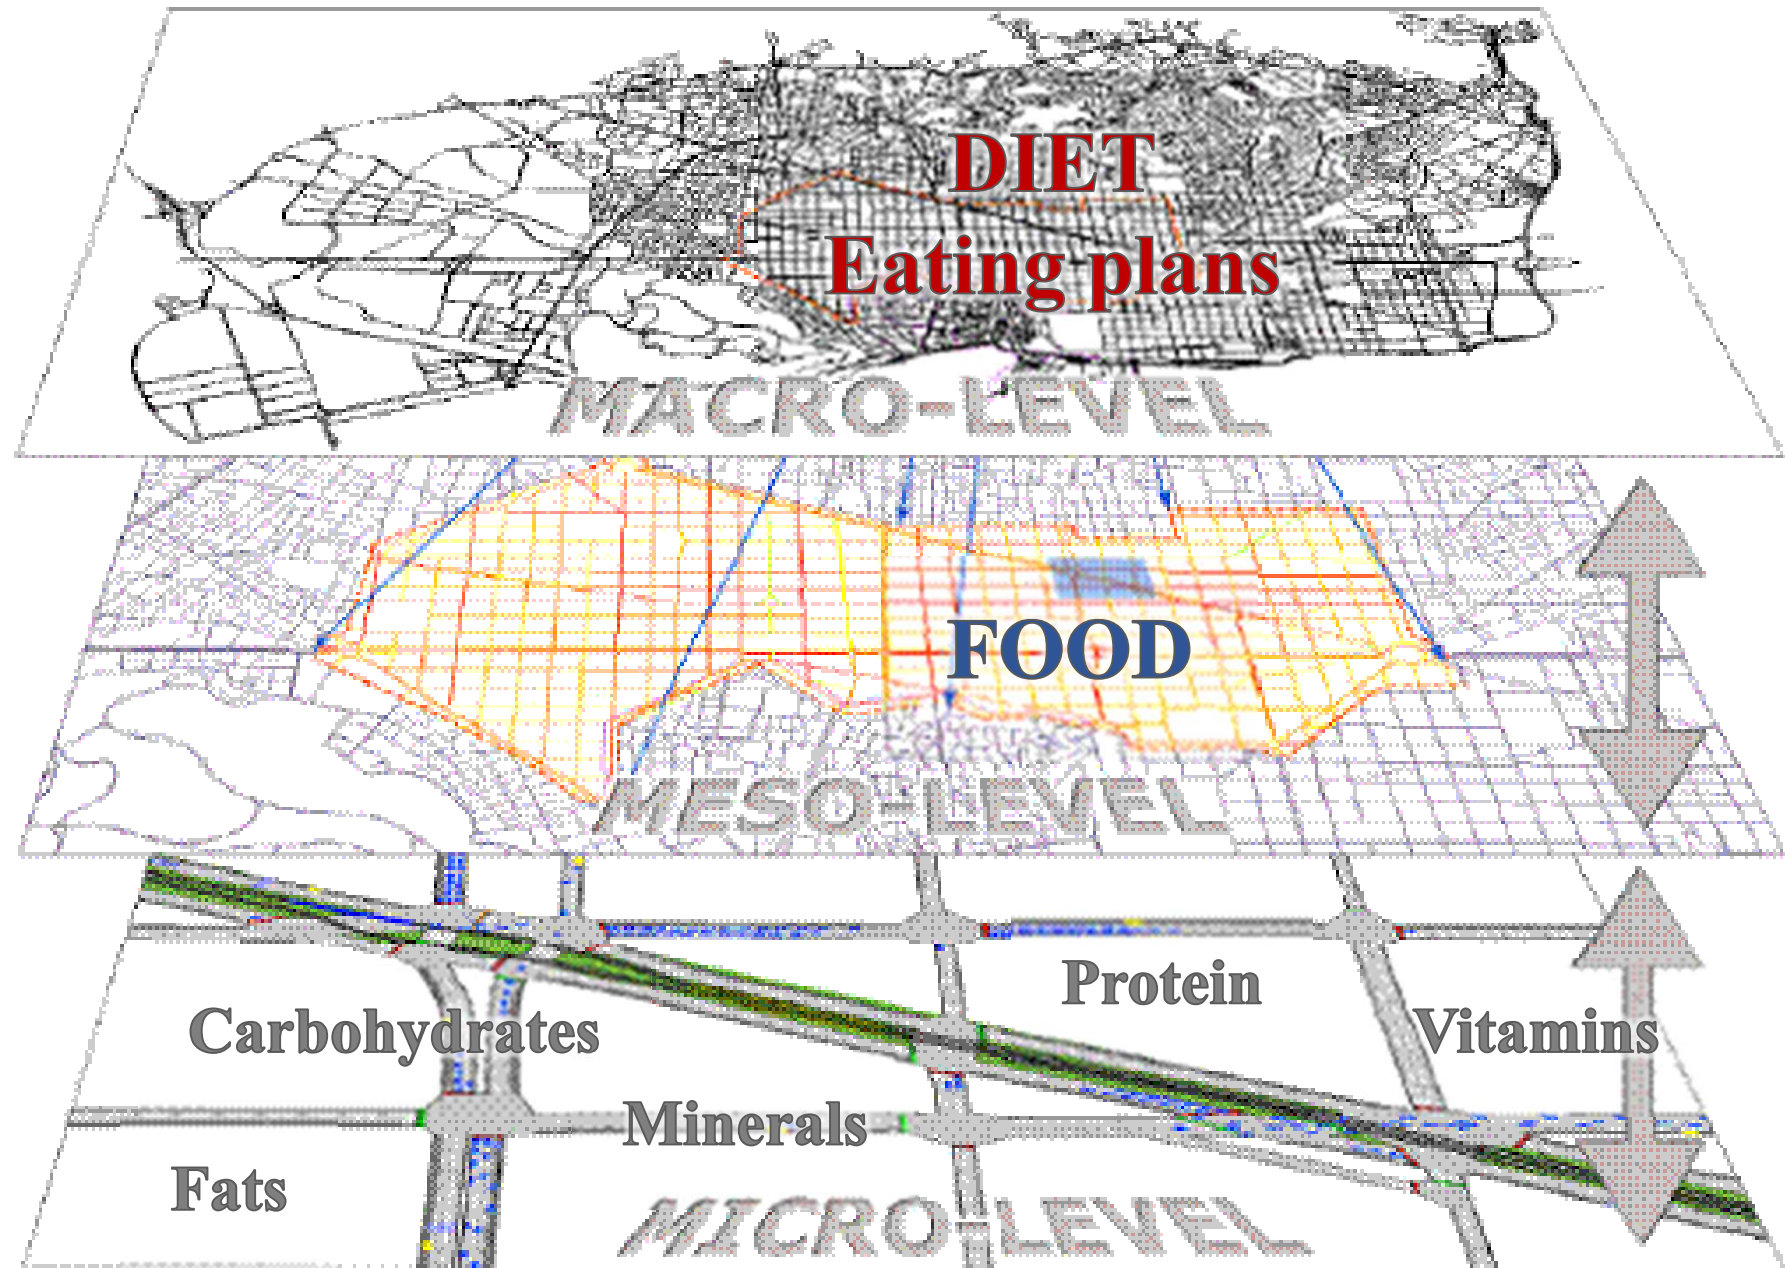 DIET
Eating plans
MACRO-LEVEL
FOOD
MESO-LEVEL
Protein
Carbohydrates
Vitamins
Minerals
Fats
MICRO-LEVEL